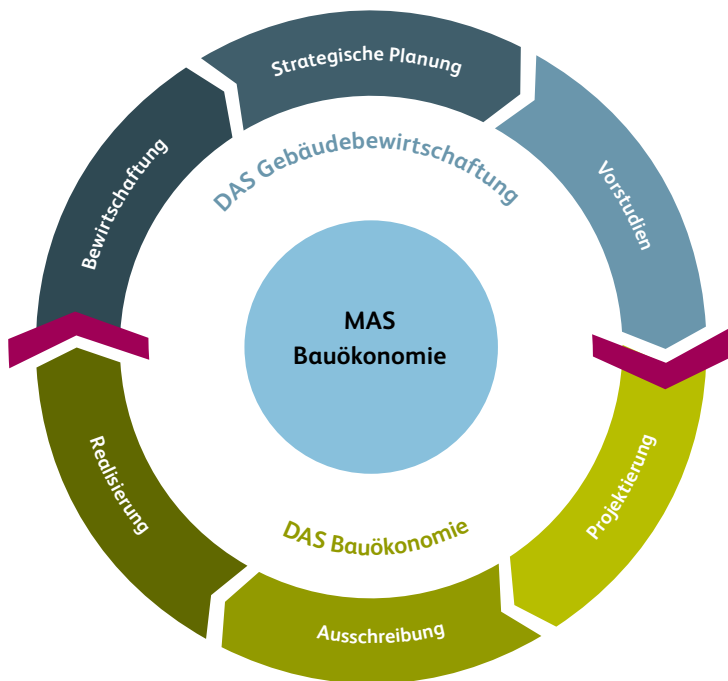 Strategische Planung
Bewirtschaftung
DAS Gebäudebewirtschaftung
Vorstudien
MAS
Bauökonomie
Realisierung
Projektierung
DAS Bauökonomie
Ausschreibung